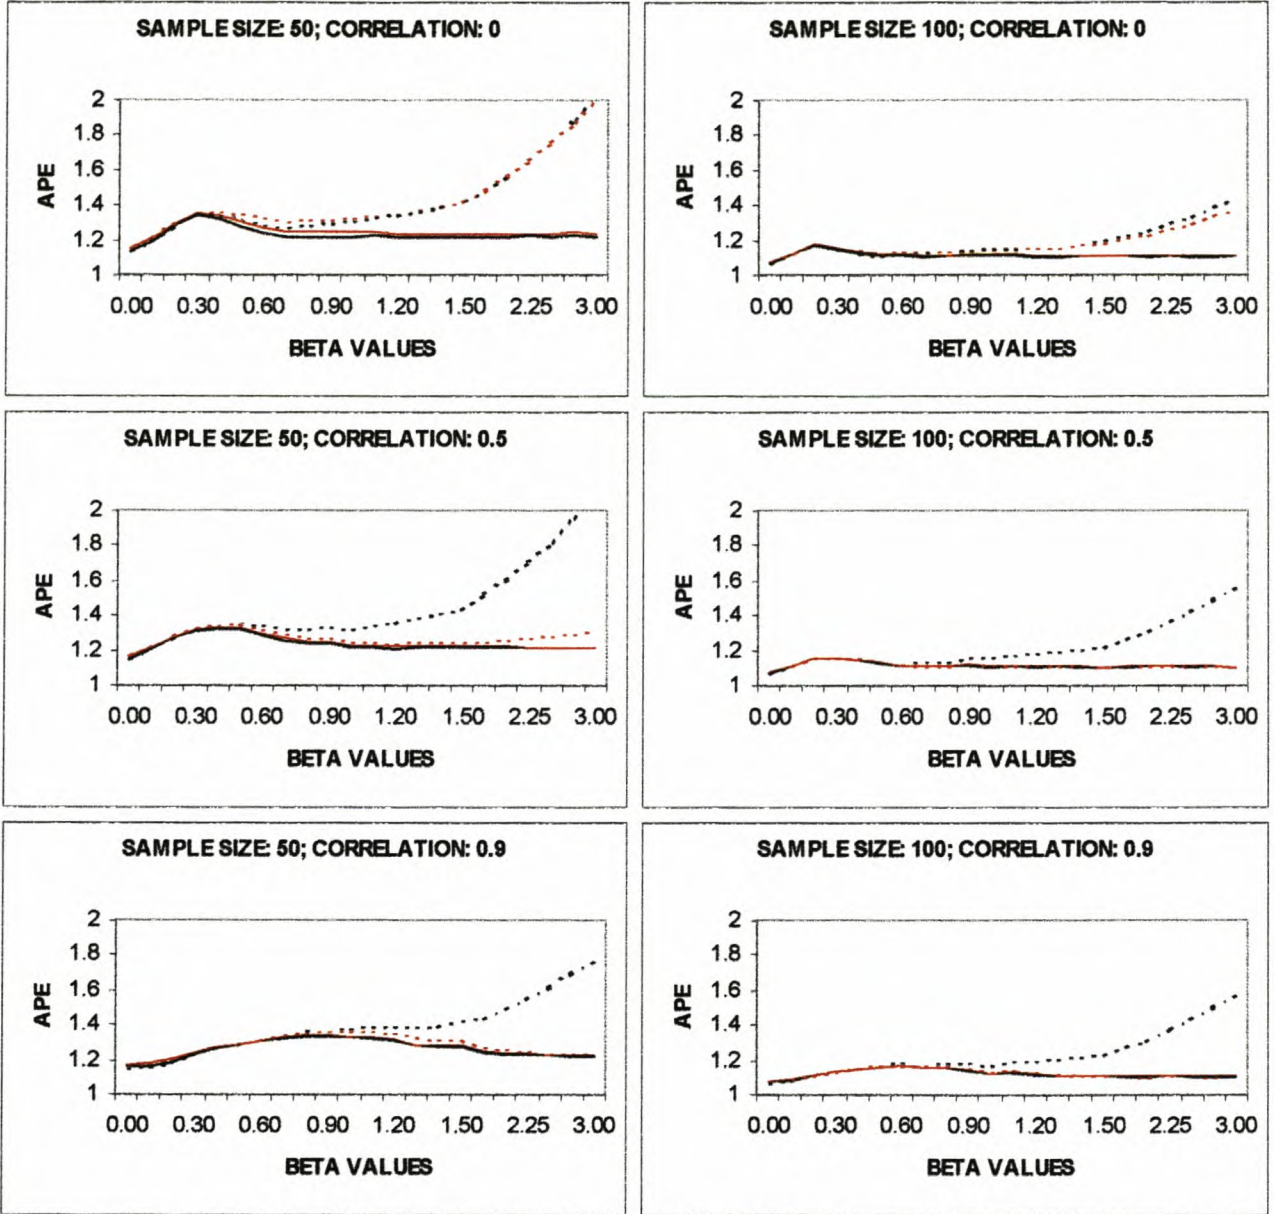 SAMPLE SIZE: 50; CORRELATION: 0
2
1.8
1.6
1.4
1.2
1
APE
0.00 0.30 0.60 0.90 1.20 1.50 2.25 3.00
BETA VALUES
SAMPLE SIZE: 100; CORRELATION: 0
2
1.8
1.6
1.4
1.2
1
APE
0.00 0.30 0.60 0.90 1.20 1.50 2.25 3.00
BETA VALUES
SAMPLE SIZE: 50; CORRELATION: 0.5
2
1.8
1.6
1.4
1.2
1
APE
0.00 0.30 0.60 0.90 1.20 1.50 2.25 3.00
BETA VALUES
SAMPLE SIZE: 100; CORRELATION: 0.5
2
1.8
1.6
1.4
1.2
1
APE
0.00 0.30 0.60 0.90 1.20 1.50 2.25 3.00
BETA VALUES
SAMPLE SIZE: 50; CORRELATION: 0.9
2
1.8
1.6
1.4
1.2
1
APE
0.00 0.30 0.60 0.90 1.20 1.50 2.25 3.00
BETA VALUES
SAMPLE SIZE: 100; CORRELATION: 0.9
2
1.8
1.6
1.4
1.2
1
APE
0.00 0.30 0.60 0.90 1.20 1.50 2.25 3.00
BETA VALUES